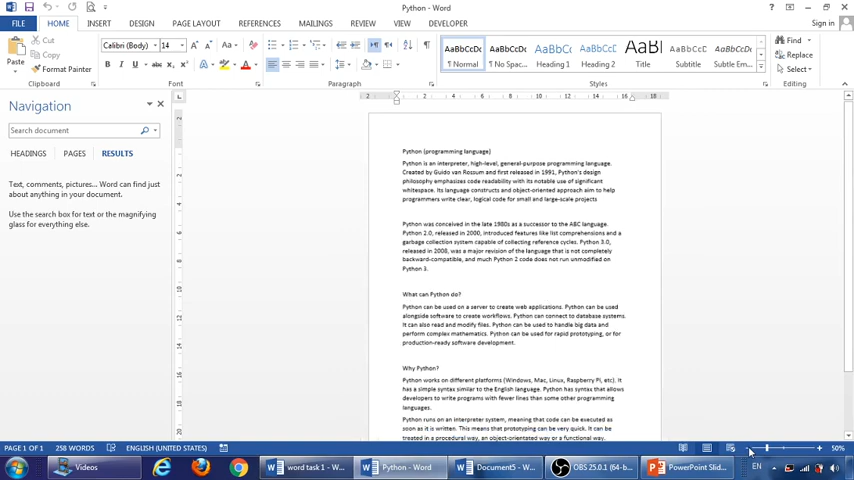 Python - Word
FILE HOME INSERT DESIGN PAGE LAYOUT REFERENCES MAILINGS REVIEW VIEW DEVELOPER Sign in
Cut
Copy
Format Painter
Paste
Clipboard
Calibri (Body) 14
Font
Paragraph
AaBbCcDc AaBbCcDc AaBbCc AaBbCc AaBl AaBbCcD AaBbCcDc
¶ Normal ¶ No Spac... Heading 1 Heading 2 Title Subtitle Subtle Em...
Styles
Find
Replace
Select
Editing
Navigation
Search document
HEADINGS PAGES RESULTS
Text, comments, pictures... Word can find just
about anything in your document.
Use the search box for text or the magnifying
glass for everything else.
2 2 4 6 8 10 12 14 16 18
Python (programming language)
Python is an interpreter, high-level, general-purpose programming language.
Created by Guido van Rossum and first released in 1991, Python's design
philosophy emphasizes code readability with its notable use of significant
whitespace. Its language constructs and object-oriented approach aim to help
programmers write clear, logical code for small and large-scale projects
Python was conceived in the late 1980s as a successor to the ABC language.
Python 2.0, released in 2000, introduced features like list comprehensions and a
garbage collection system capable of collecting reference cycles. Python 3.0,
released in 2008, was a major revision of the language that is not completely
backward-compatible, and much Python 2 code does not run unmodified on
Python 3.
What can Python do?
Python can be used on a server to create web applications. Python can be used
alongside software to create workflows. Python can connect to database systems.
It can also read and modify files. Python can be used to handle big data and
perform complex mathematics. Python can be used for rapid prototyping, or for
production-ready software development.
Why Python?
Python works on different platforms (Windows, Mac, Linux, Raspberry Pi, etc). It
has a simple syntax similar to the English language. Python has syntax that allows
developers to write programs with fewer lines than some other programming
languages.
Python runs on an interpreter system, meaning that code can be executed as
soon as it is written. This means that prototyping can be very quick. It can be
treated in a procedural way, an object-orientated way or a functional way.
PAGE 1 OF 1 258 WORDS ENGLISH (UNITED STATES) 50%
Videos
word task 1 - W...
Python - Word
Document5 - W...
OBS 25.0.1 (64-b...
PowerPoint Slid...
EN